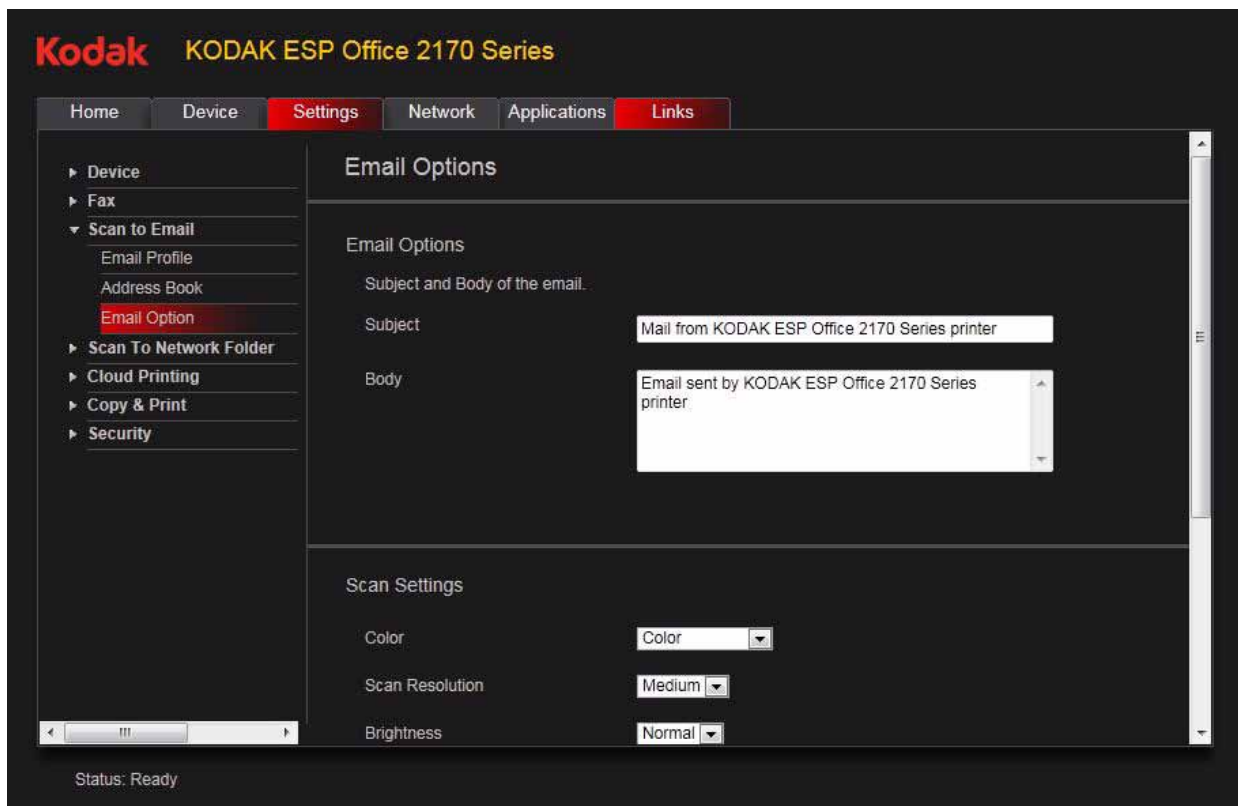 Kodak KODAK ESP Office 2170 Series
Home Device Settings Network Applications Links
Device
Fax
Scan to Email
Email Profile
Address Book
Email Option
Scan To Network Folder
Cloud Printing
Copy & Print
Security
Email Options
Email Options
Subject and Body of the email.
Subject Mail from KODAK ESP Office 2170 Series printer
Body Email sent by KODAK ESP Office 2170 Series
printer
Scan Settings
Color Color
Scan Resolution Medium
Brightness Normal
Status: Ready